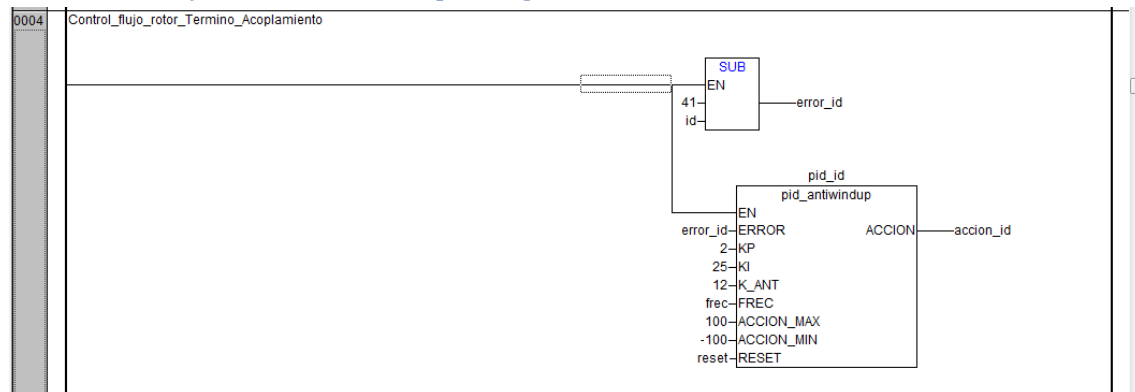 0004 Control_flujo_rotor_Termino_Acoplamiento
SUB
EN
41 error_id
id
pid_id
pid_antiwindup
EN
error_id ERROR ACCION accion_id
2 KP
25 KI
12 K_ANT
frec FREC
100 ACCION_MAX
-100 ACCION_MIN
reset RESET